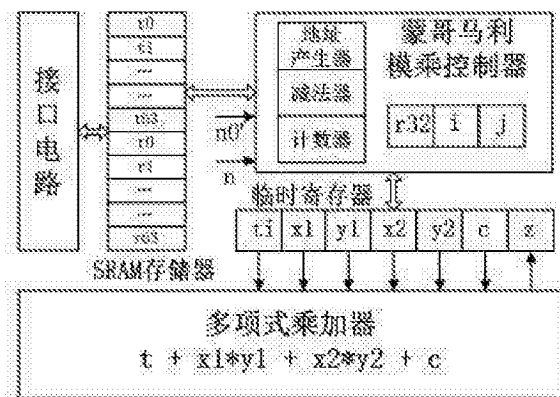 接口电路
t0
t1
...
...
t63
r0
r1
...
...
r63
SRAM存储器
n0'
n
地址
产生器
减法器
计数器
蒙哥马利
模乘控制器
r32 i j
临时寄存器
ti x1 y1 x2 y2 c z
多项式乘加器
t + x1*y1 + x2*y2 + c